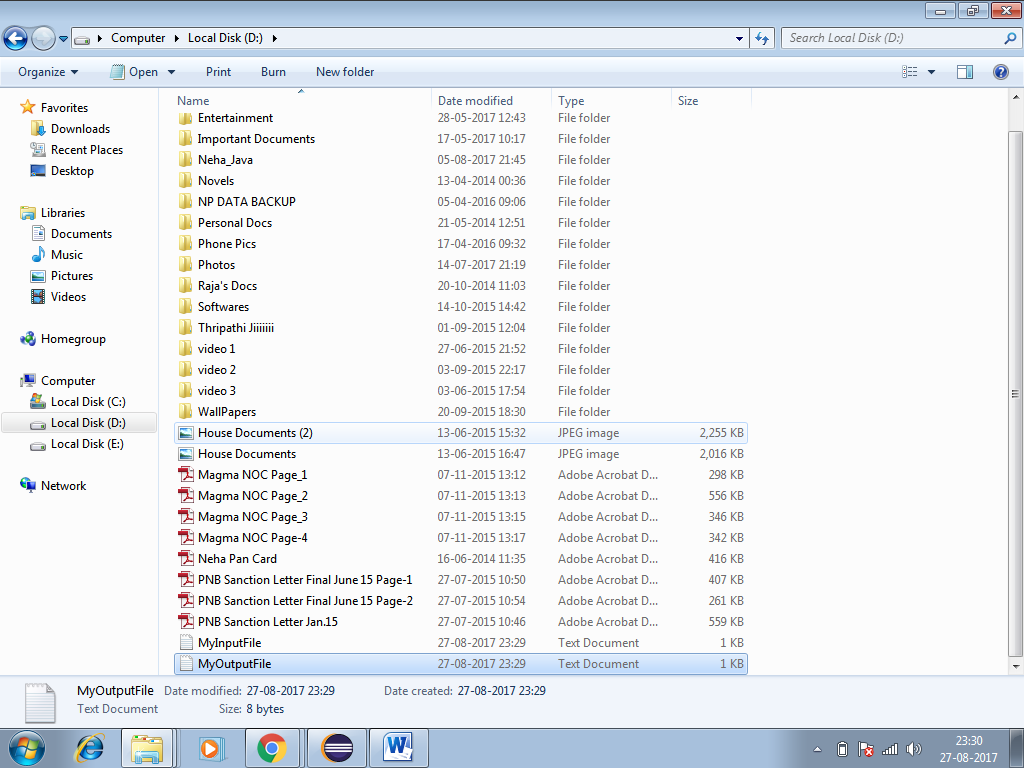 Computer Local Disk (D:) Search Local Disk (D:)
Organize Open Print Burn New folder
Name Date modified Type Size
Favorites
Downloads
Recent Places
Desktop
Libraries
Documents
Music
Pictures
Videos
Homegroup
Computer
Local Disk (C:)
Local Disk (D:)
Local Disk (E:)
Network
Entertainment 28-05-2017 12:43 File folder
Important Documents 17-05-2017 10:17 File folder
Neha_Java 05-08-2017 21:45 File folder
Novels 13-04-2014 00:36 File folder
NP DATA BACKUP 05-04-2016 09:06 File folder
Personal Docs 21-05-2014 12:51 File folder
Phone Pics 17-04-2016 09:32 File folder
Photos 14-07-2017 21:19 File folder
Raja's Docs 20-10-2014 11:03 File folder
Softwares 14-10-2015 14:42 File folder
Thripathi Jiiiiiii 01-09-2015 12:04 File folder
video 1 27-06-2015 21:52 File folder
video 2 03-09-2015 22:17 File folder
video 3 03-06-2015 17:54 File folder
WallPapers 20-09-2015 18:30 File folder
House Documents (2) 13-06-2015 15:32 JPEG image 2,255 KB
House Documents 13-06-2015 16:47 JPEG image 2,016 KB
Magma NOC Page_1 07-11-2015 13:12 Adobe Acrobat D... 298 KB
Magma NOC Page_2 07-11-2015 13:13 Adobe Acrobat D... 556 KB
Magma NOC Page_3 07-11-2015 13:15 Adobe Acrobat D... 346 KB
Magma NOC Page-4 07-11-2015 13:17 Adobe Acrobat D... 342 KB
Neha Pan Card 16-06-2014 11:35 Adobe Acrobat D... 416 KB
PNB Sanction Letter Final June 15 Page-1 27-07-2015 10:50 Adobe Acrobat D... 407 KB
PNB Sanction Letter Final June 15 Page-2 27-07-2015 10:54 Adobe Acrobat D... 261 KB
PNB Sanction Letter Jan.15 27-07-2015 10:46 Adobe Acrobat D... 559 KB
MyInputFile 27-08-2017 23:29 Text Document 1 KB
MyOutputFile 27-08-2017 23:29 Text Document 1 KB
MyOutputFile Date modified: 27-08-2017 23:29 Date created: 27-08-2017 23:29
Text Document Size: 8 bytes
23:30
27-08-2017